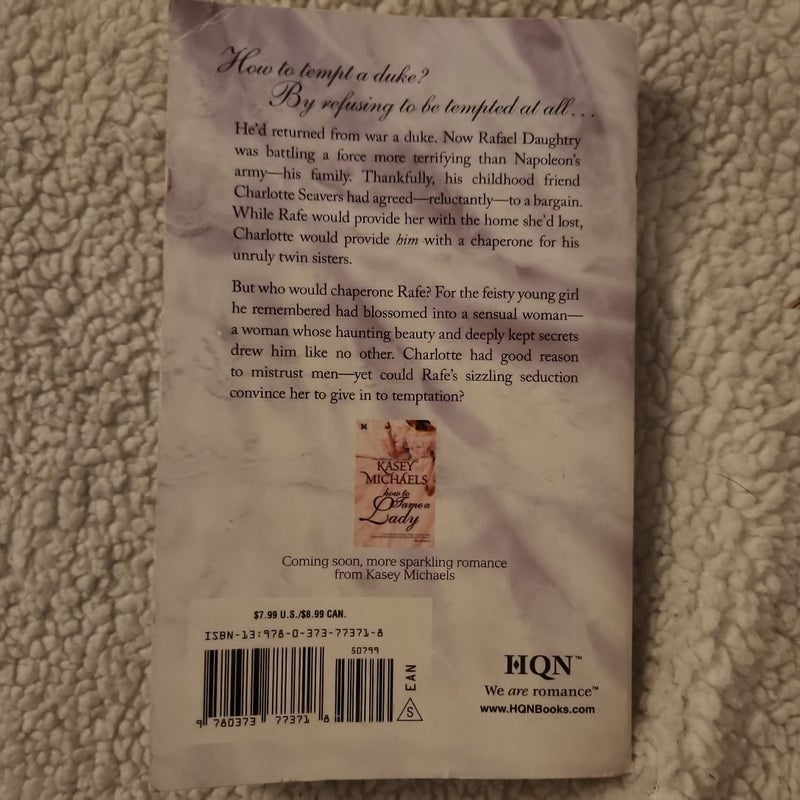 How to tempt a duke?
By refusing to be tempted at all...
He'd returned from war a duke. Now Rafael Daughtry
was battling a force more terrifying than Napoleon's
army—his family. Thankfully, his childhood friend
Charlotte Seavers had agreed—reluctantly—to a bargain.
While Rafe would provide her with the home she'd lost,
Charlotte would provide him with a chaperone for his
unruly twin sisters.
But who would chaperone Rafe? For the feisty young girl
he remembered had blossomed into a sensual woman—
a woman whose haunting beauty and deeply kept secrets
drew him like no other. Charlotte had good reason
to mistrust men—yet could Rafe's sizzling seduction
convince her to give in to temptation?
KASEY
MICHAELS
how to
Tame a
Lady
Coming soon, more sparkling romance
from Kasey Michaels
$7.99 U.S./$8.99 CAN.
ISBN-13:978-0-373-77371-8
50799
EAN
S
9 780373 77371 8
HQN™
We are romance™
www.HQNBooks.com